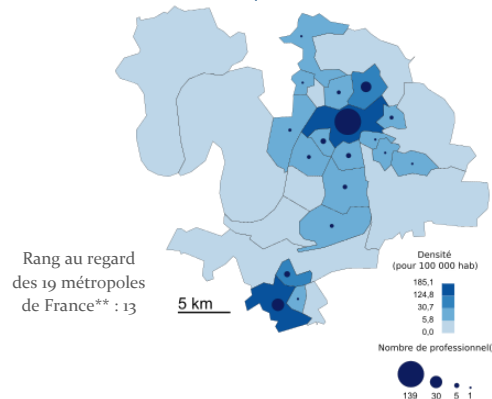 Rang au regard
des 19 métropoles
de France** : 13
5 km
Densité
(pour 100 000 hab)
185,1
124,8
30,7
5,8
0,0
Nombre de professionnel(
139 30 5 1